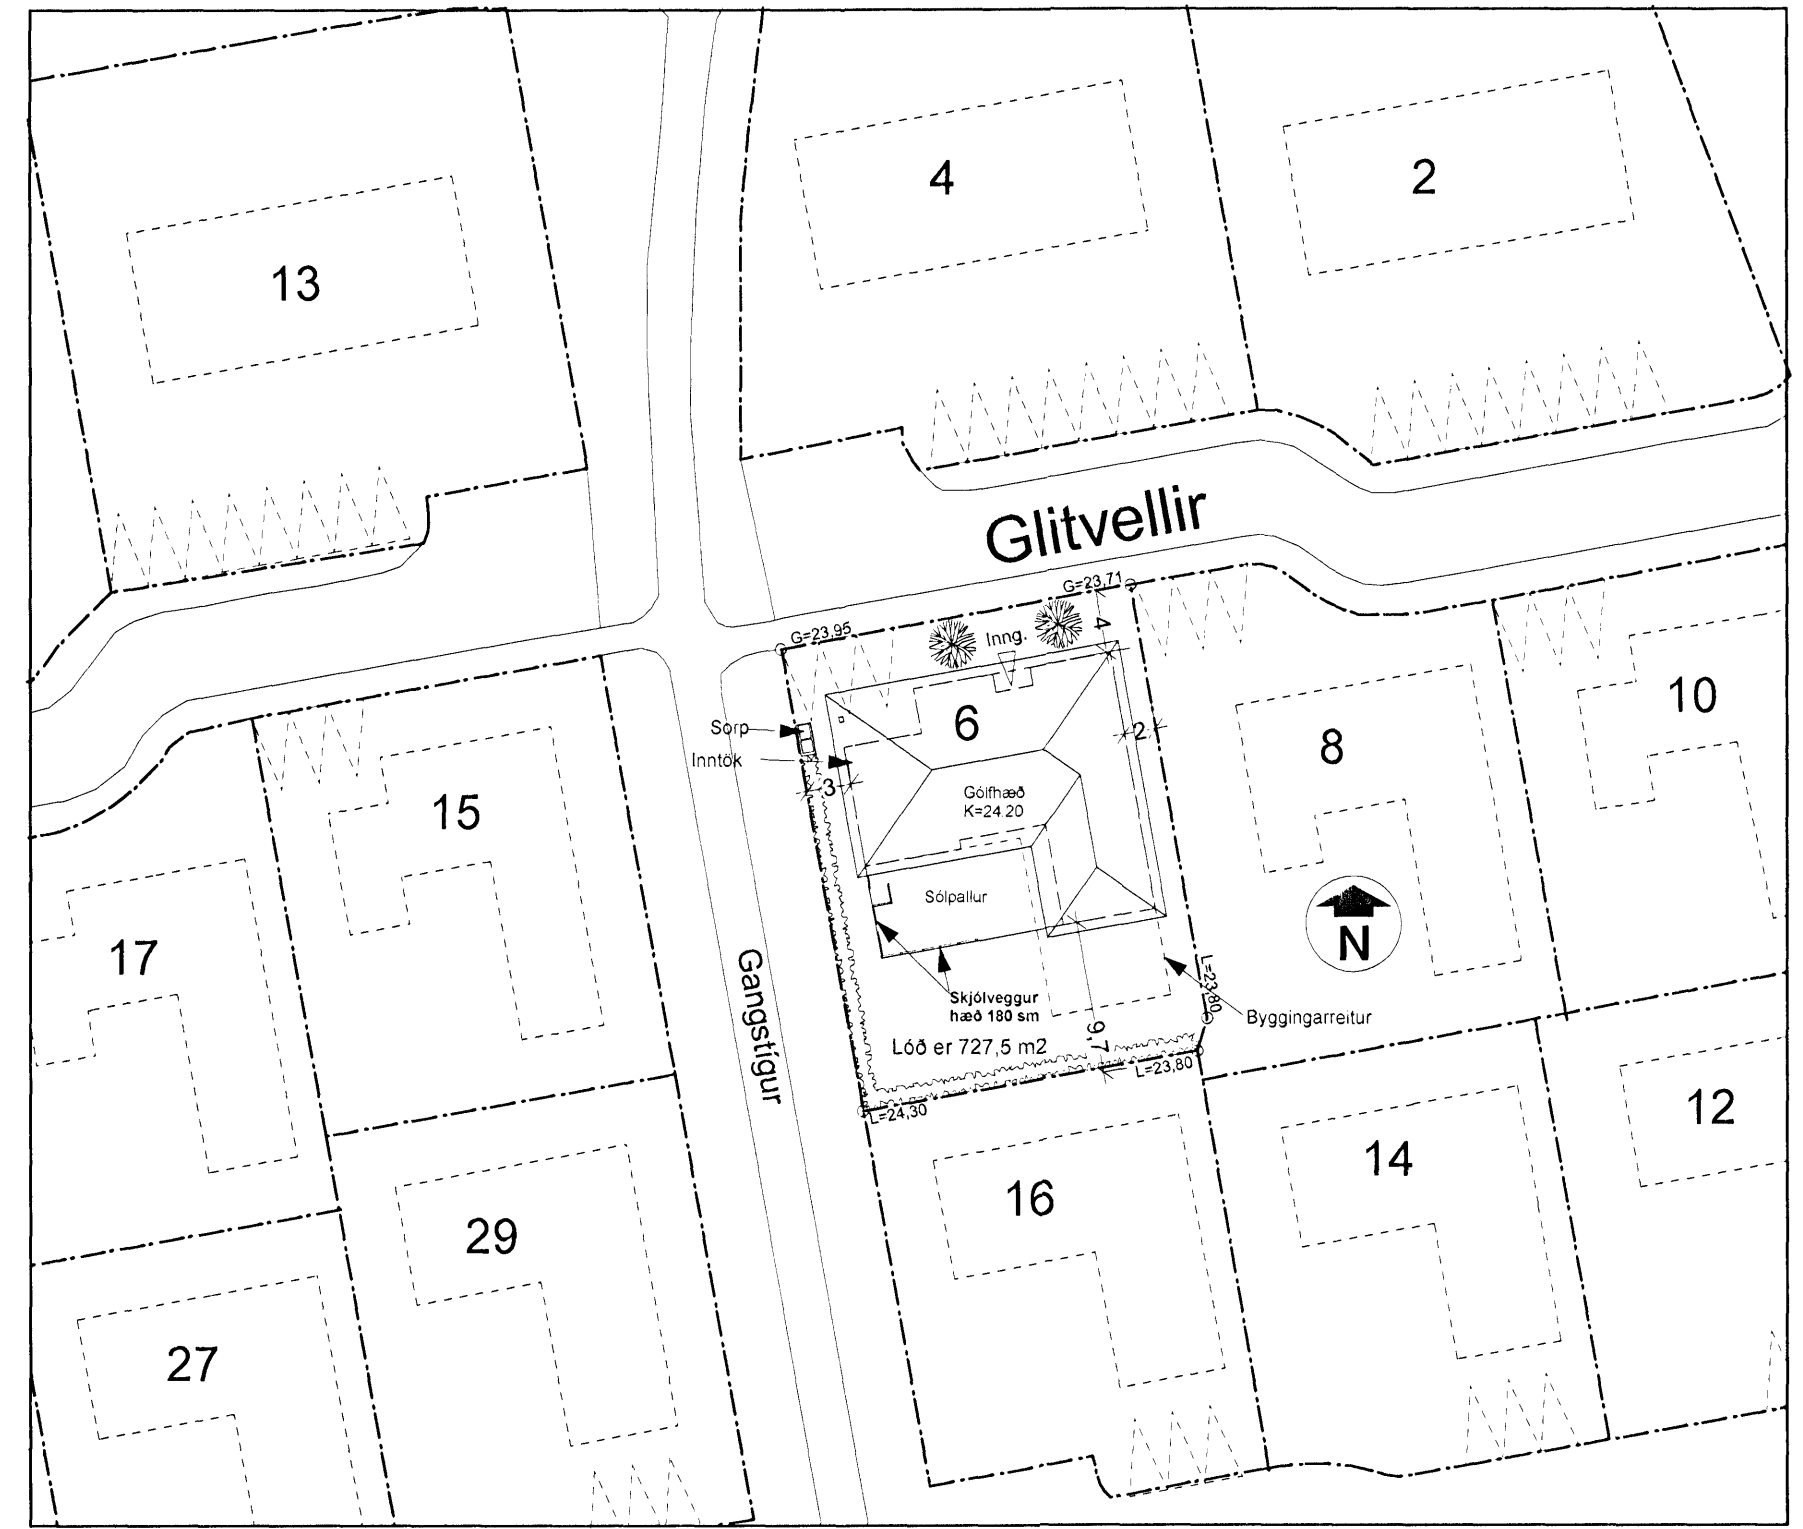 4
2
13
Glitvellir
G=23,71
G=23,95
Inng.
4
6
2
10
Sorp
Inntök
3
8
15
Gólfhæð
K=24.20
Sólpallur
17
N
Gangstígur
L=23,80
Skjólveggur
hæð 180 sm
Byggingarreitur
Lóð er 727,5 m2
9,7
L=23,80
L=24,30
12
14
16
29
27